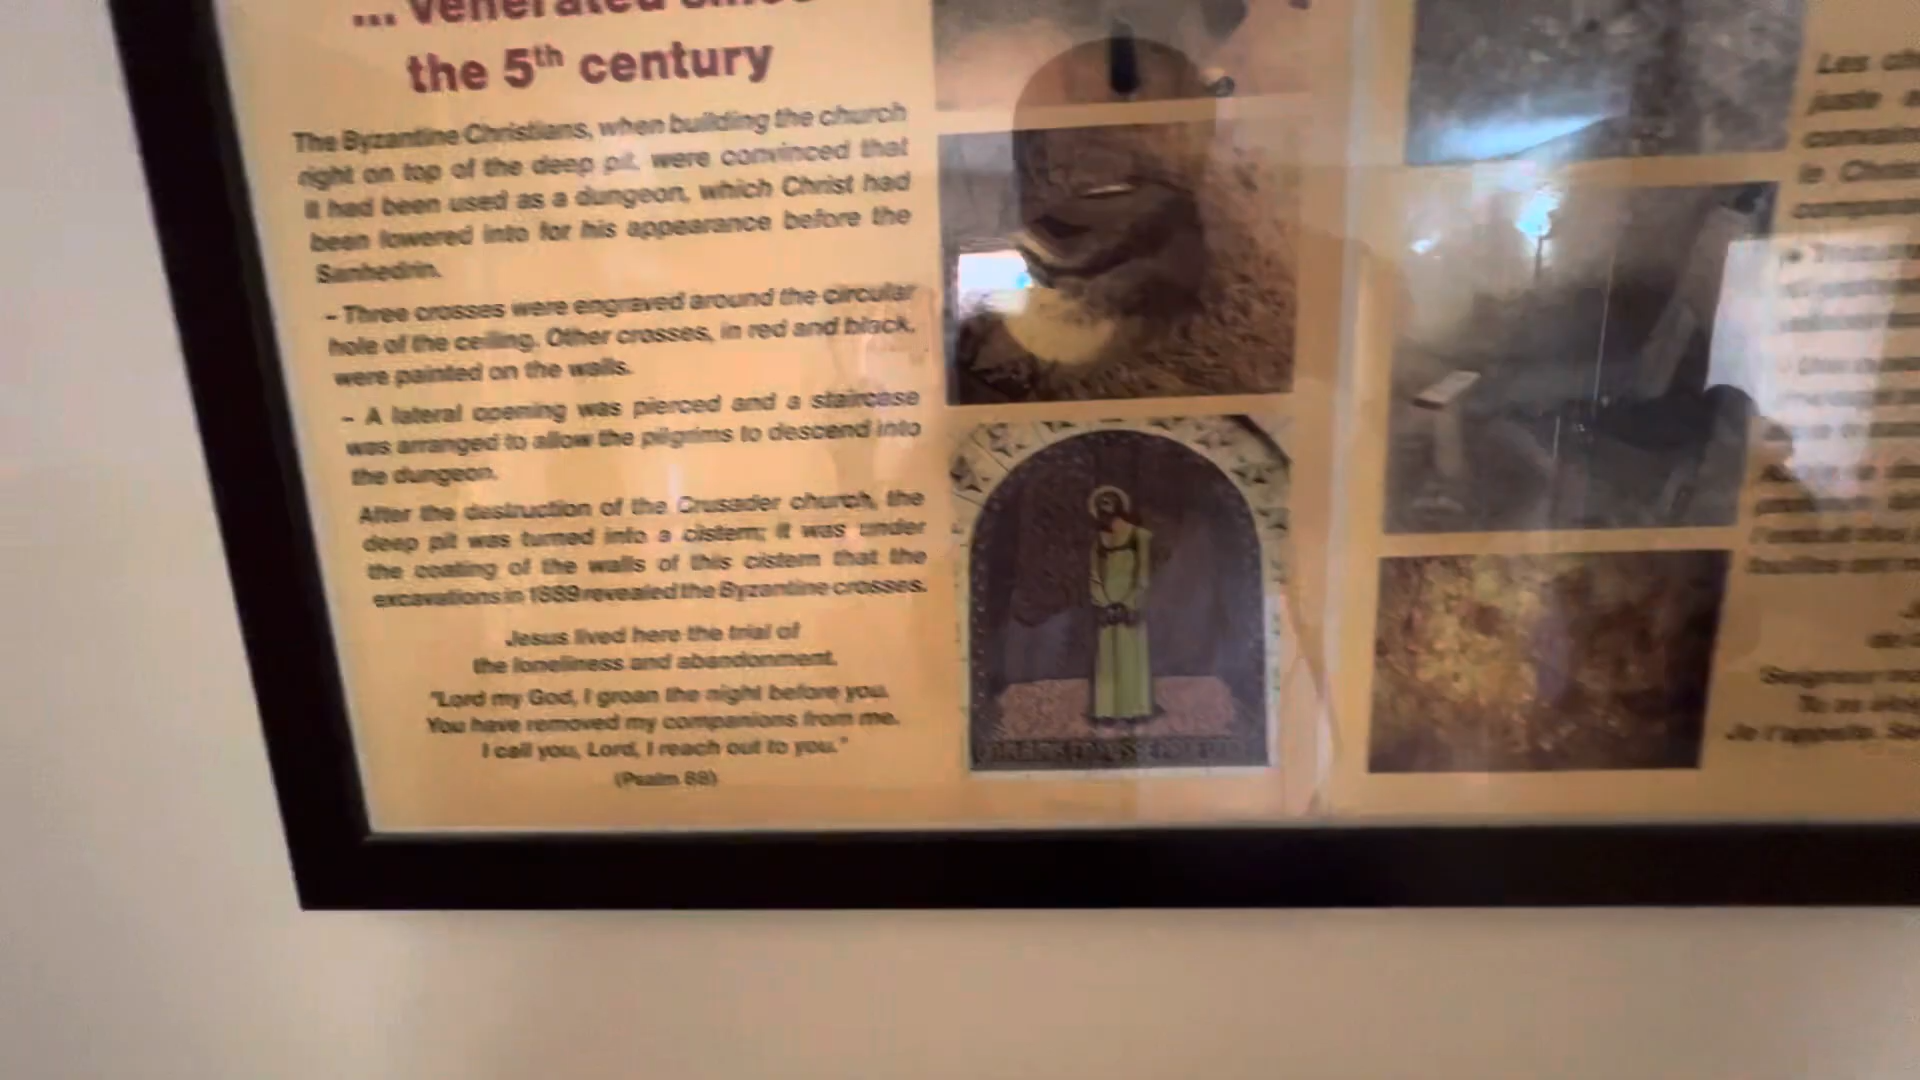 ... venerated since
the 5th century
The Byzantine Christians, when building the church
right on top of the deep pit, were convinced that
it had been used as a dungeon, which Christ had
been lowered into for his appearance before the
Sanhedrin.
– Three crosses were engraved around the circular
hole of the ceiling. Other crosses, in red and black,
were painted on the walls.
– A lateral opening was pierced and a staircase
was arranged to allow the pilgrims to descend into
the dungeon.
After the destruction of the Crusader church, the
deep pit was turned into a cistern; it was under
the coating of the walls of this cistern that the
excavations in 1889 revealed the Byzantine crosses.
Jesus lived here the trial of
the loneliness and abandonment.
"Lord my God, I groan the night before you.
You have removed my companions from me.
I call you, Lord, I reach out to you."
(Psalm 88)
Les
juste
le
Seigneur
Tu as
Je t'appelle,